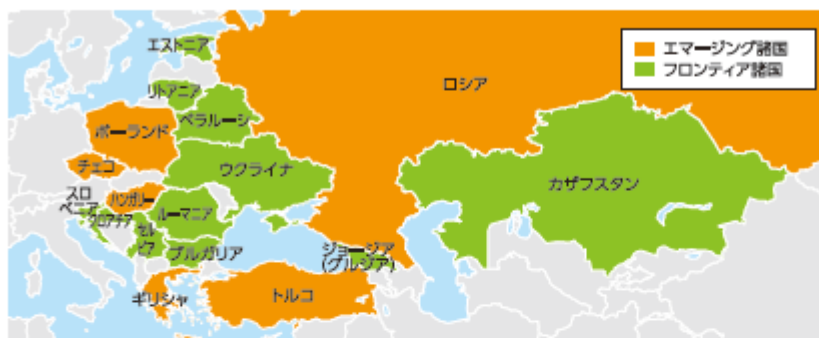 エストニア
エマージング諸国
フロンティア諸国
リトアニア
ロシア
ベラルーシ
ポーランド
チェコ
ウクライナ
カザフスタン
スロ
ベニア
ハンガリー
クロアチア
ルーマニア
セル
ビア
ブルガリア
ジョージア
(グルジア)
ギリシャ
トルコ